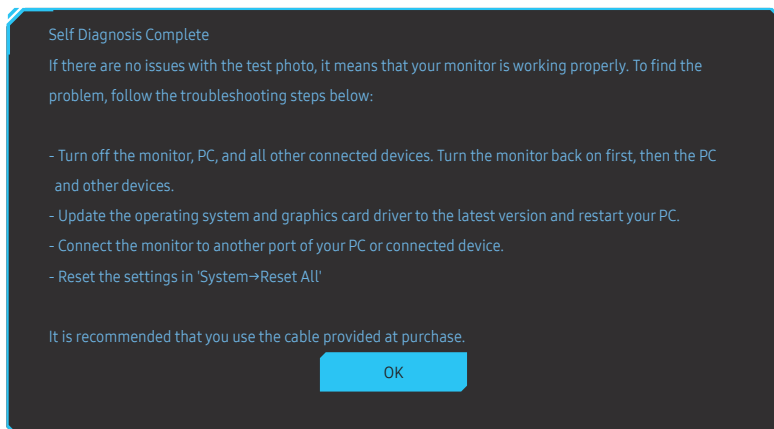 Self Diagnosis Complete
If there are no issues with the test photo, it means that your monitor is working properly. To find the
problem, follow the troubleshooting steps below:
- Turn off the monitor, PC, and all other connected devices. Turn the monitor back on first, then the PC
and other devices.
- Update the operating system and graphics card driver to the latest version and restart your PC.
- Connect the monitor to another port of your PC or connected device.
- Reset the settings in 'System→Reset All'
It is recommended that you use the cable provided at purchase.
OK